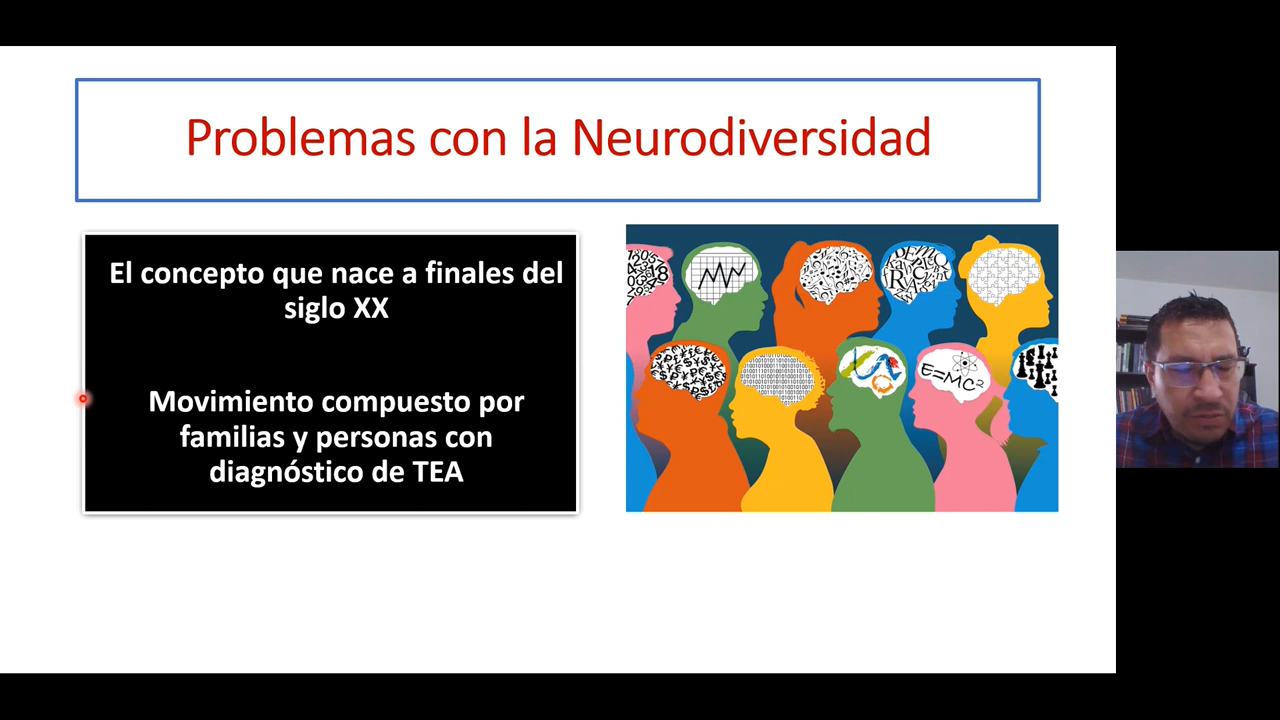 Problemas con la Neurodiversidad
El concepto que nace a finales del
siglo XX
Movimiento compuesto por
familias y personas con
diagnóstico de TEA
E=MC²